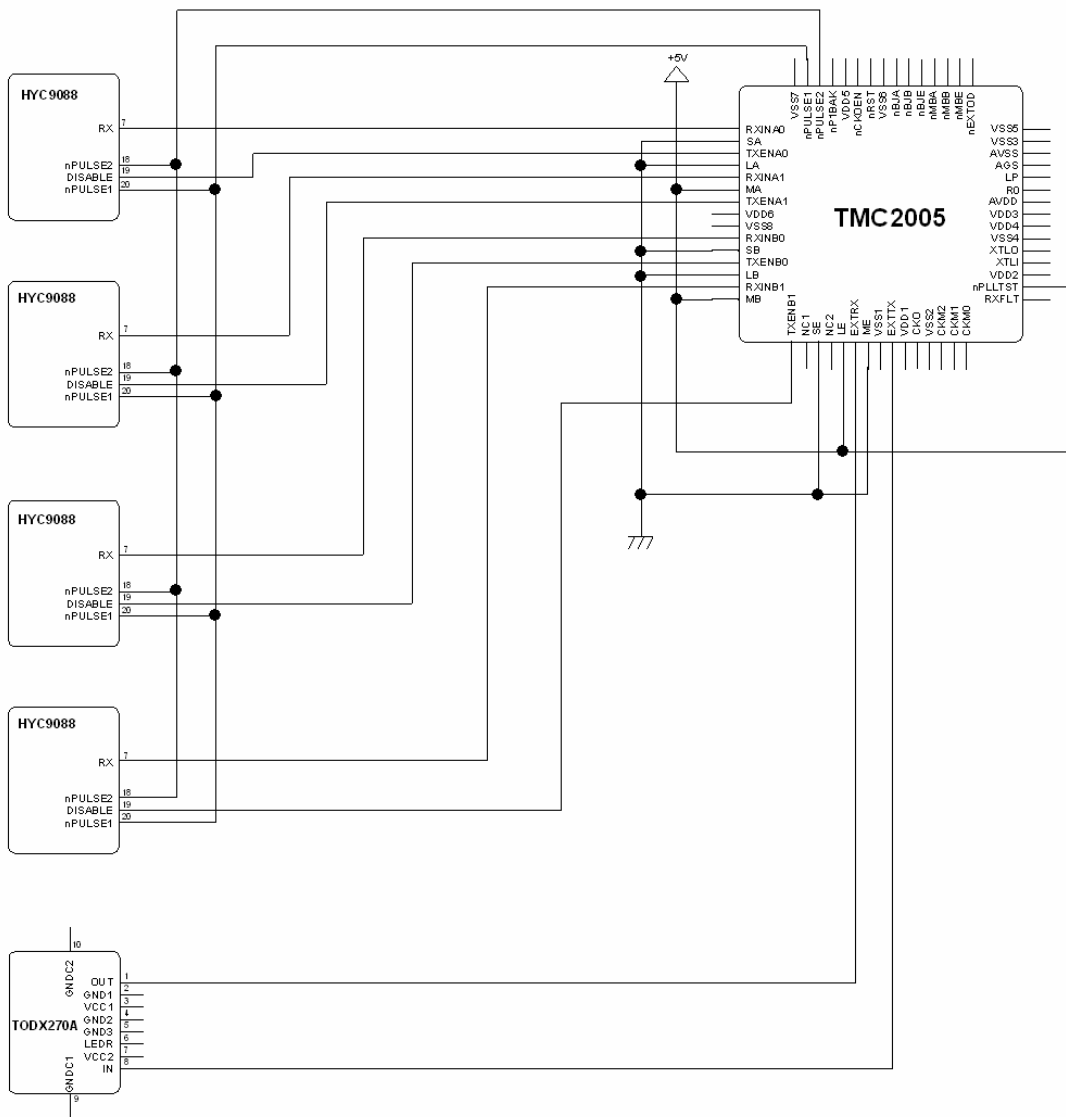 HYC9088
RX 7
nPULSE2 18
DISABLE 19
nPULSE1 20
HYC9088
RX 7
nPULSE2 18
DISABLE 19
nPULSE1 20
HYC9088
RX 7
nPULSE2 18
DISABLE 19
nPULSE1 20
HYC9088
RX 7
nPULSE2 18
DISABLE 19
nPULSE1 20
10
GNDC2
TODX270A
OUT 1
GND1 2
VCC1 3
GND2 4
GND3 5
LEDR 6
VCC2 7
IN 8
GNDC1
9
+5V
TMC2005
VSS7
nPULSE1
nPULSE2
nP1BAK
VDD5
nCKOEN
nRST
VSS6
nBJA
nBJB
nBJE
nMBA
nMBB
nMBE
nEXTOD
RXINA0
SA
TXENA0
LA
RXINA1
MA
TXENA1
VDD6
VSS8
RXINB0
SB
TXENB0
LB
RXINB1
MB
VSS5
VSS3
AVSS
AGS
LP
R0
AVDD
VDD3
VDD4
VSS4
XTLO
XTLI
VDD2
nPLLTST
RXFLT
TXENB1
NC1
SE
NC2
LE
EXTRX
ME
VSS1
EXTTX
VDD1
CKO
VSS2
CKM2
CKM1
CKM0